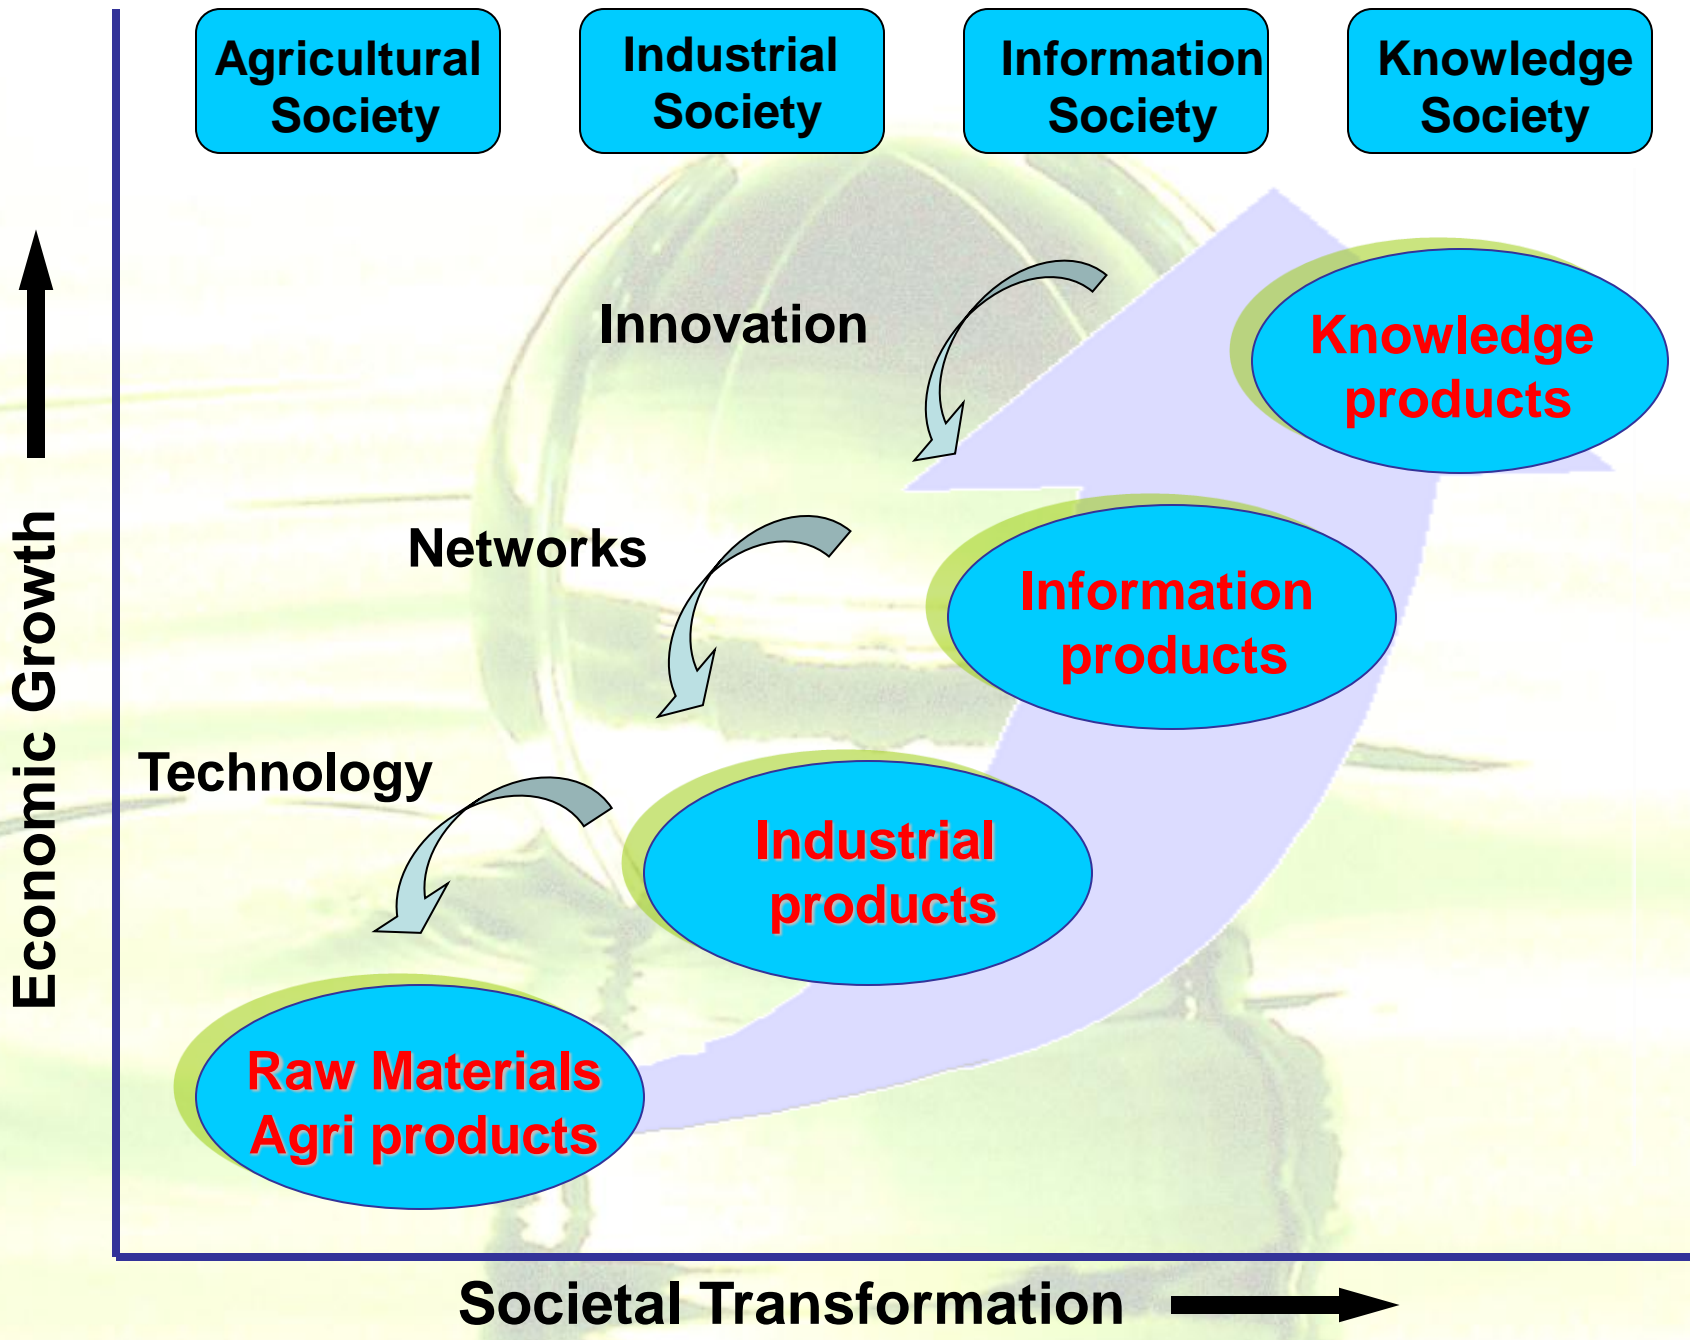 Agricultural
Society
Industrial
Society
Information
Society
Knowledge
Society
Innovation
Knowledge
products
Networks
Information
products
Technology
Industrial
products
Raw Materials
Agri products
Economic Growth
Societal Transformation